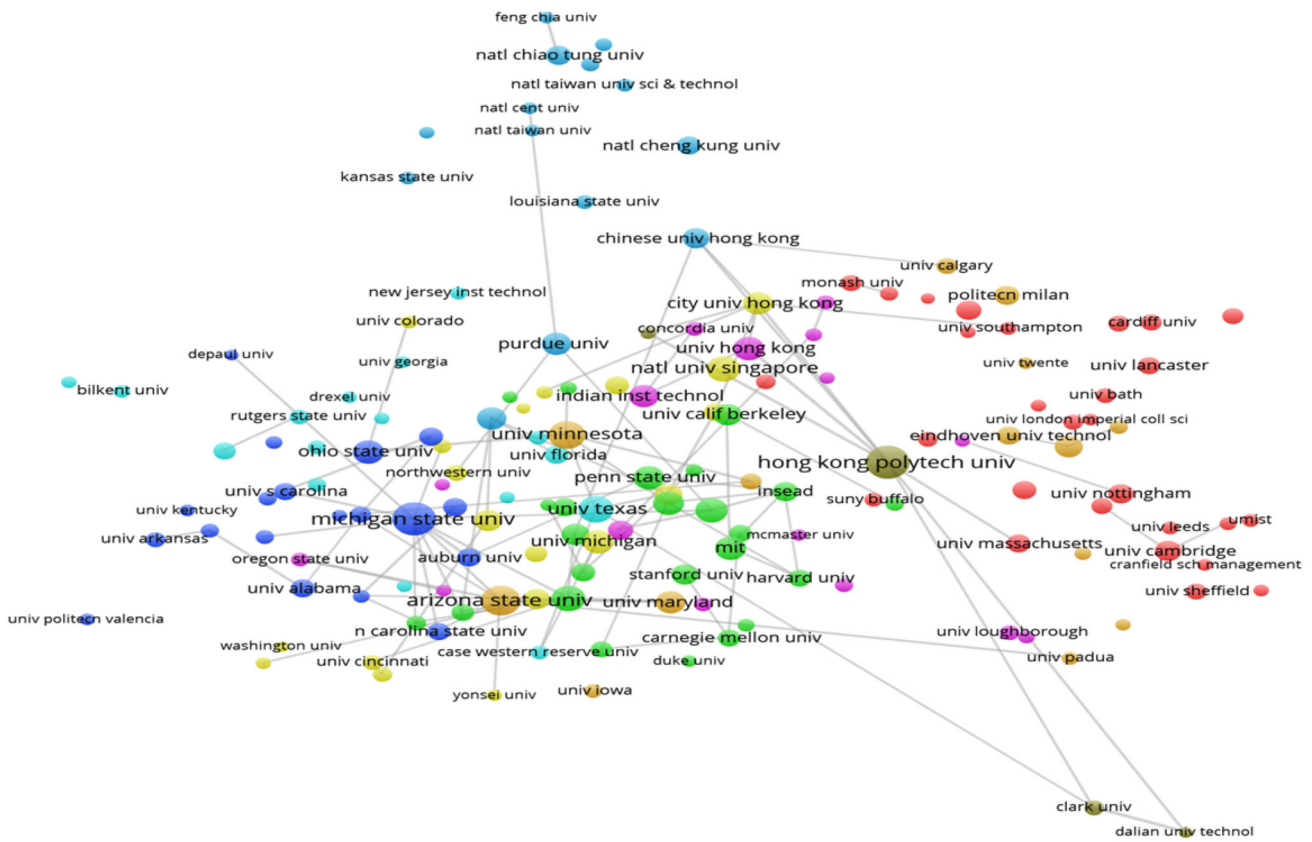 feng chia univ
natl chiao tung univ
natl taiwan univ sci & technol
natl cent univ
natl taiwan univ
natl cheng kung univ
kansas state univ
louisiana state univ
chinese univ hong kong
univ calgary
monash univ
new jersey inst technol
politecn milan
city univ hong kong
univ colorado
cardiff univ
concordia univ
univ southampton
purdue univ
univ hong kong
depaul univ
univ georgia
univ twente
univ lancaster
natl univ singapore
bilkent univ
drexel univ
indian inst technol
univ bath
rutgers state univ
univ calif berkeley
univ london imperial coll sci
univ minnesota
eindhoven univ technol
ohio state univ
univ florida
hong kong polytech univ
northwestern univ
penn state univ
univ s carolina
insead
univ nottingham
suny buffalo
univ kentucky
univ texas
michigan state univ
umist
univ leeds
mcmaster univ
univ arkansas
univ michigan
mit
univ massachusetts
univ cambridge
oregon state univ
auburn univ
cranfield sch management
stanford univ
harvard univ
univ alabama
univ sheffield
arizona state univ
univ maryland
univ politecn valencia
n carolina state univ
univ loughborough
carnegie mellon univ
washington univ
case western reserve univ
univ padua
univ cincinnati
duke univ
yonsei univ
univ iowa
clark univ
dalian univ technol